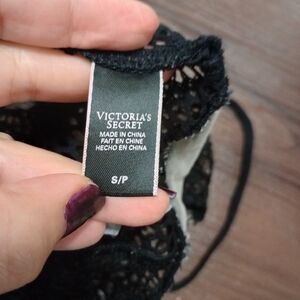 VICTORIA'S
SECRET
MADE IN CHINA
FAIT EN CHINE
HECHO EN CHINA
S/P